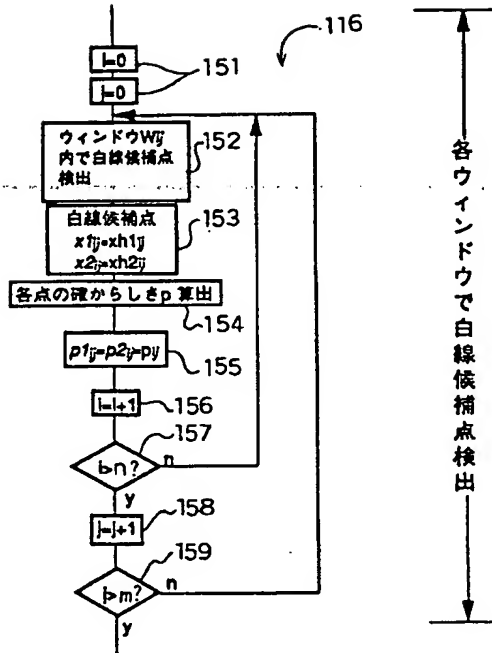 116
i=0
151
j=0
ウィンドウWij
内で白線候補点
検出
152
白線候補点
x1ij=xh1ij
x2ij=xh2ij
153
各点の確からしさp 算出
154
p1ij=p2ij=pij
155
i=i+1
156
157
i>n?
n
y
j=j+1
158
159
j>m?
n
y
各ウィンドウで白線候補点検出